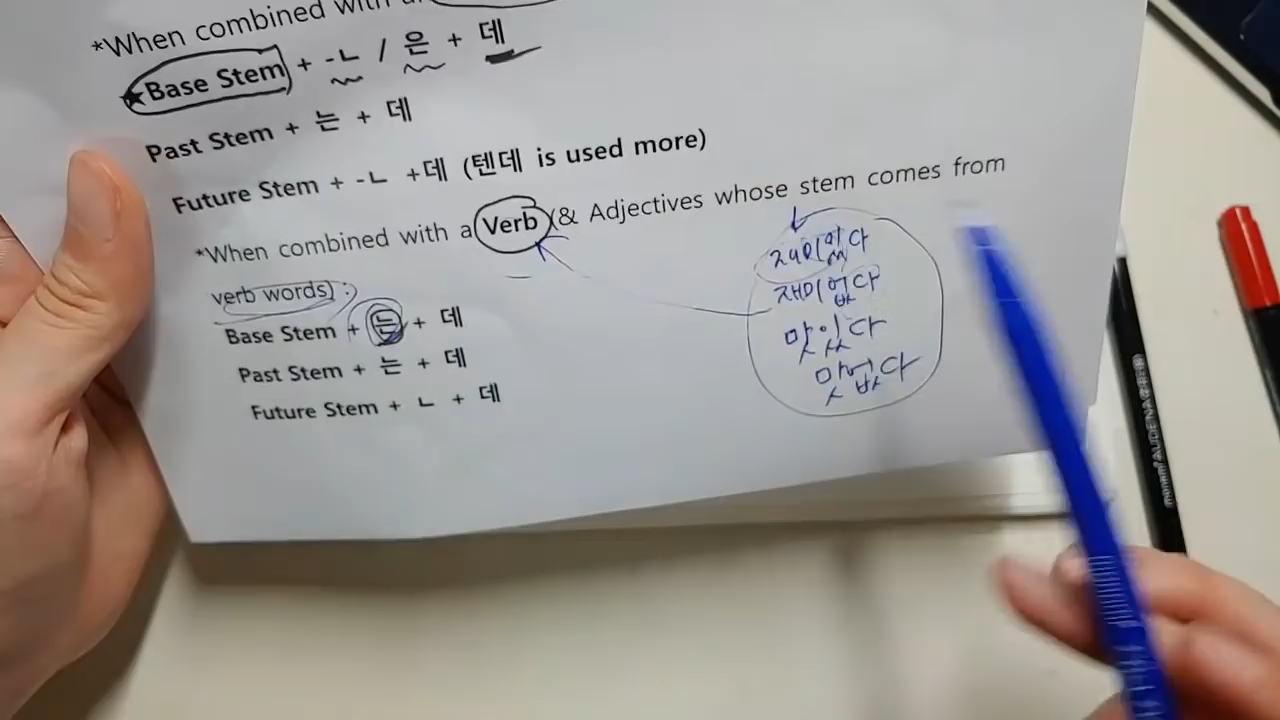 *When combined with a
★Base Stem + -ㄴ / 은 + 데
Past Stem + 는 + 데
Future Stem + -ㄴ +데 (텐데 is used more)
*When combined with a Verb (& Adjectives whose stem comes from
verb words) :
Base Stem + 는 + 데
Past Stem + 는 + 데
Future Stem + ㄴ + 데
재미있다
재미없다
맛있다
맛없다
monami